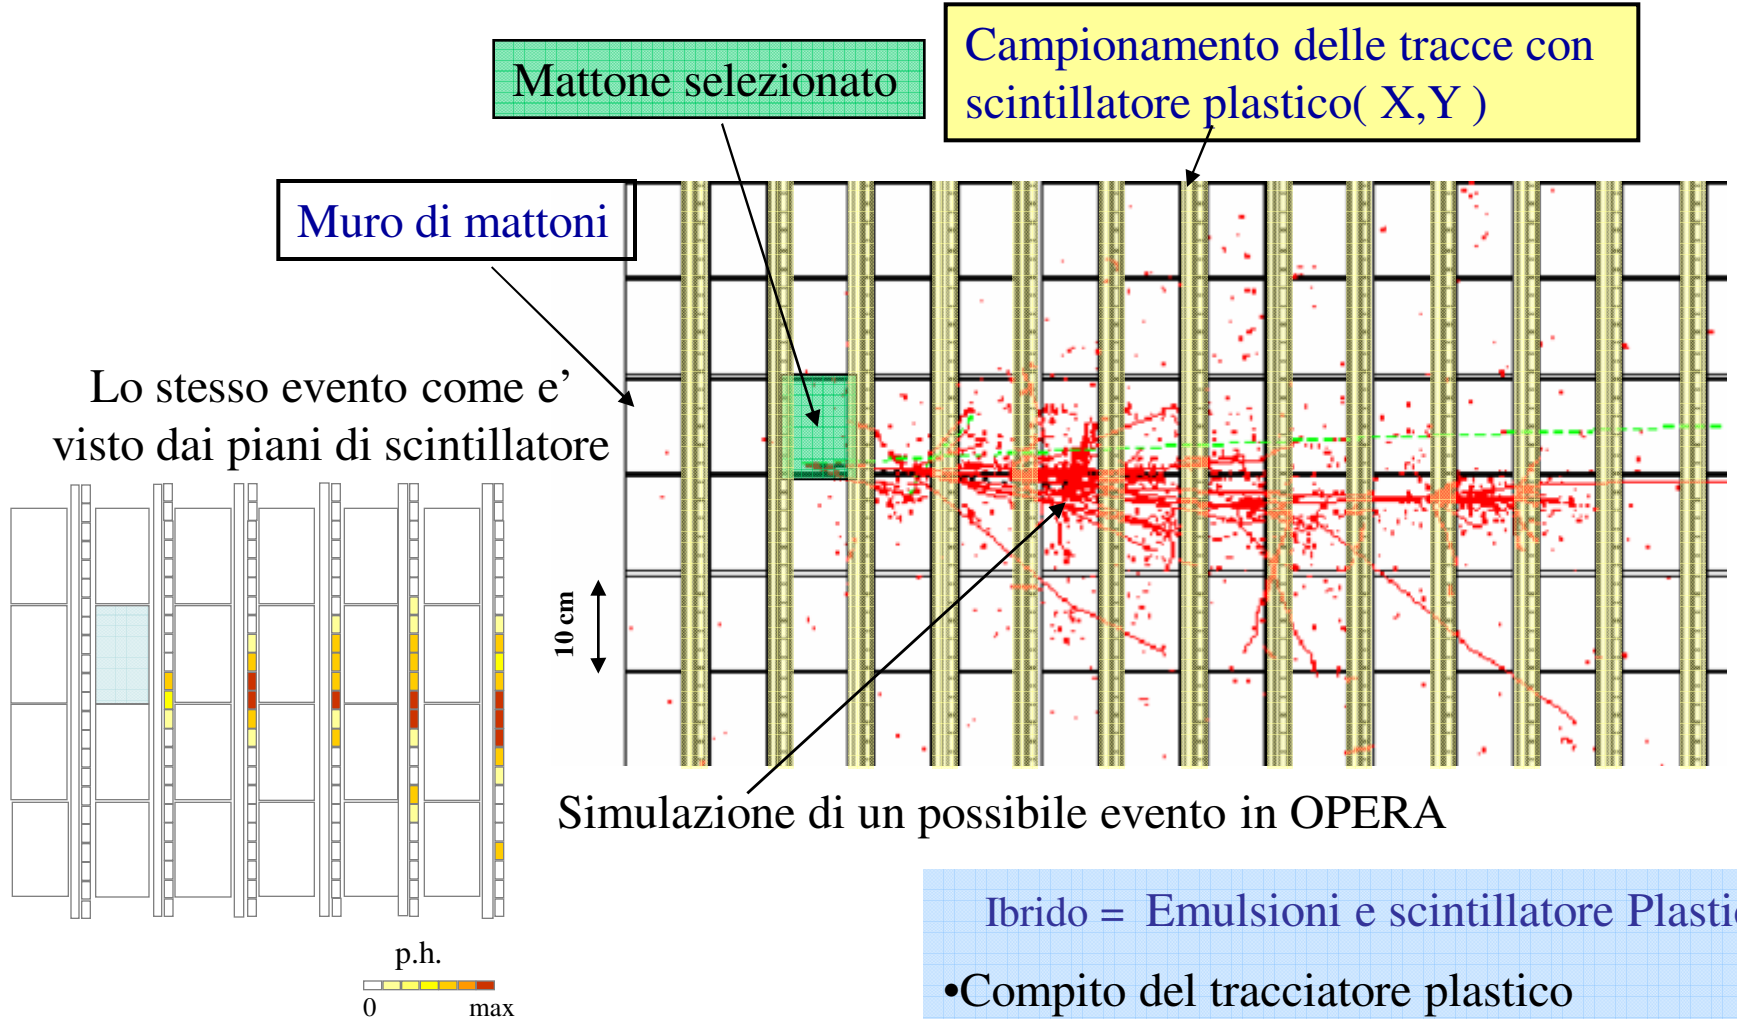 Campionamento delle tracce con
scintillatore plastico( X,Y )
Mattone selezionato
Muro di mattoni
Lo stesso evento come e’
visto dai piani di scintillatore
10 cm
Simulazione di un possibile evento in OPERA
p.h.
0 max
Ibrido = Emulsioni e scintillatore
•Compito del tracciatore plastico